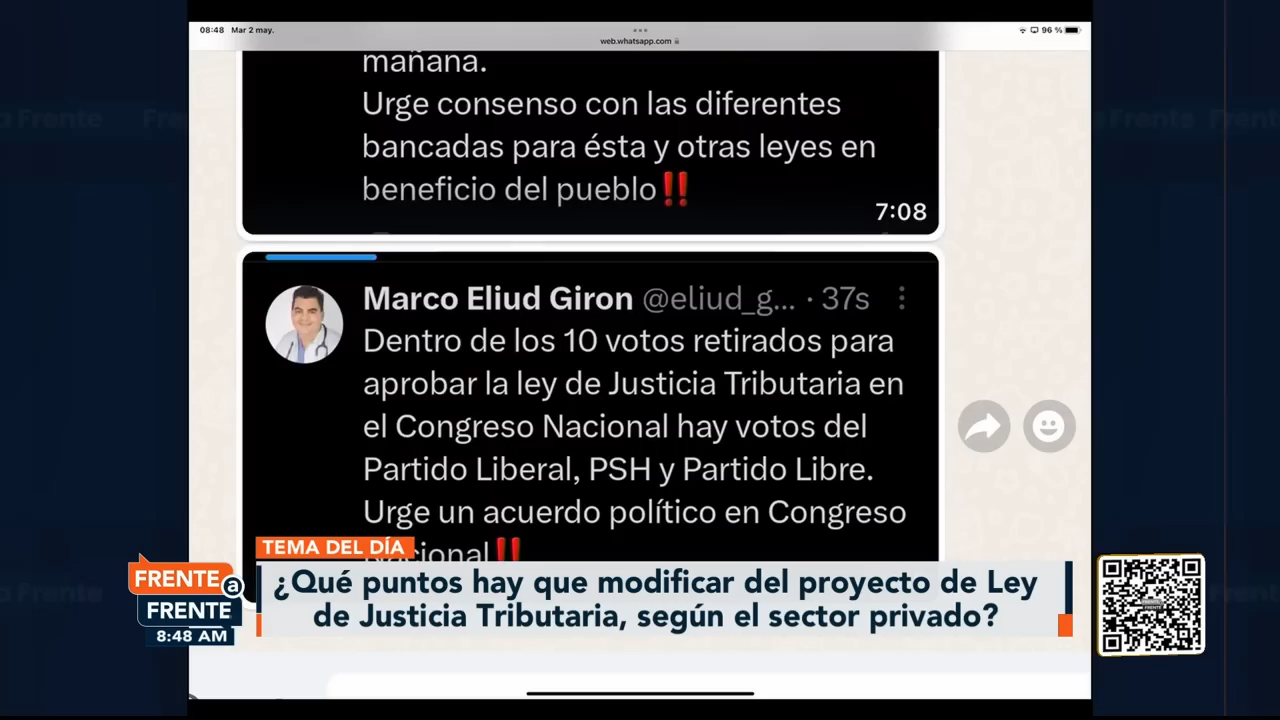 08:48 Mar 2 may.
web.whatsapp.com
96 %
mañana.
Urge consenso con las diferentes
bancadas para ésta y otras leyes en
beneficio del pueblo‼️
7:08
Marco Eliud Giron @eliud_g... · 37s
Dentro de los 10 votos retirados para
aprobar la ley de Justicia Tributaria en
el Congreso Nacional hay votos del
Partido Liberal, PSH y Partido Libre.
Urge un acuerdo político en Congreso
TEMA DEL DÍA
¿Qué puntos hay que modificar del proyecto de Ley
de Justicia Tributaria, según el sector privado?
FRENTE a
FRENTE
8:48 AM
a Frente
Fre
Frente
a Frente